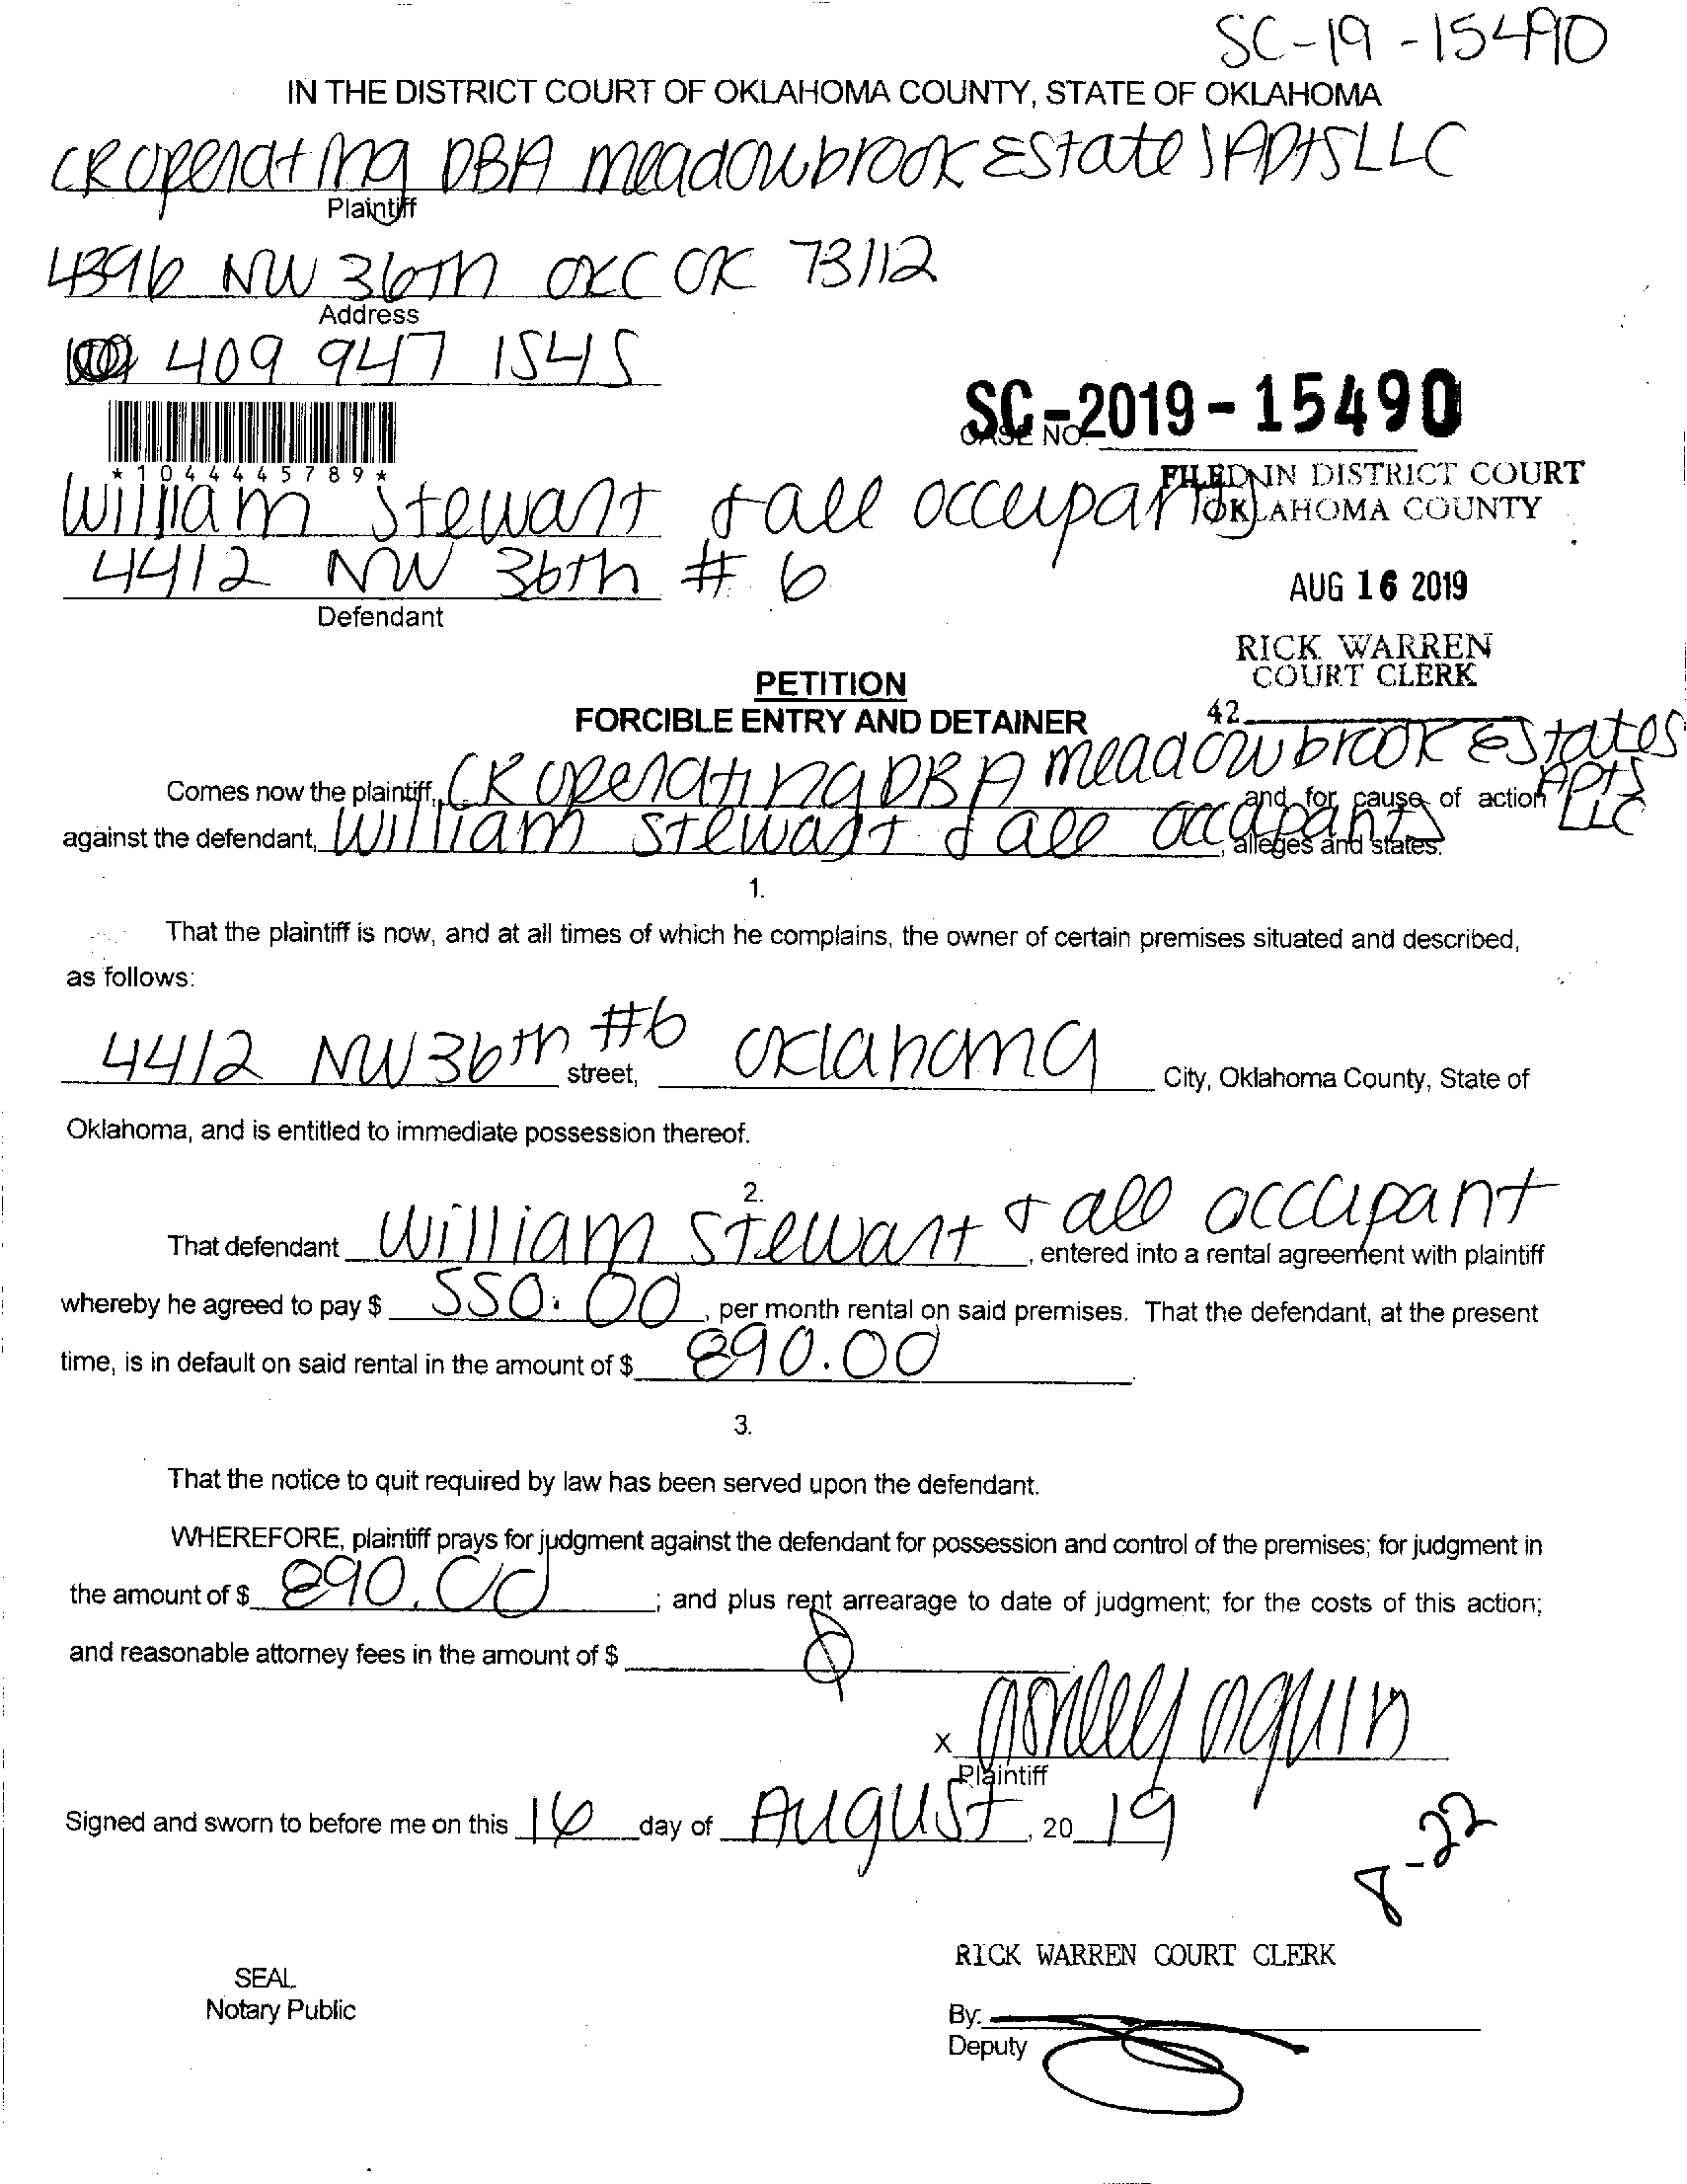 SC-19-15490
IN THE DISTRICT COURT OF OKLAHOMA COUNTY, STATE OF OKLAHOMA
CR Operating DBA Meadowbrook Estates Apts LLC
Plaintiff
4396 NW 36th OKC OK 73112
Address
409 947 1545
SC-2019-15490
CASE NO.
*1044445789*
FILED IN DISTRICT COURT
William Stewart & all occupants
OKLAHOMA COUNTY
4412 NW 36th # 6
AUG 16 2019
Defendant
RICK WARREN
COURT CLERK
PETITION
42
FORCIBLE ENTRY AND DETAINER
Comes now the plaintiff, CR Operating DBA Meadowbrook Estates Apts LLC and for cause of action
against the defendant, William Stewart & all occupants, alleges and states:
1.
That the plaintiff is now, and at all times of which he complains, the owner of certain premises situated and described,
as follows:
4412 NW 36th #6 street, Oklahoma City, Oklahoma County, State of
Oklahoma, and is entitled to immediate possession thereof.
2.
That defendant William Stewart & all occupant, entered into a rental agreement with plaintiff
whereby he agreed to pay $ 550.00, per month rental on said premises. That the defendant, at the present
time, is in default on said rental in the amount of $ 890.00.
3.
That the notice to quit required by law has been served upon the defendant.
WHEREFORE, plaintiff prays for judgment against the defendant for possession and control of the premises; for judgment in
the amount of $ 890.00; and plus rent arrearage to date of judgment; for the costs of this action;
and reasonable attorney fees in the amount of $ 0
x
Plaintiff
Signed and sworn to before me on this 16 day of August, 2019
8-22
RICK WARREN COURT CLERK
SEAL
Notary Public
By:
Deputy